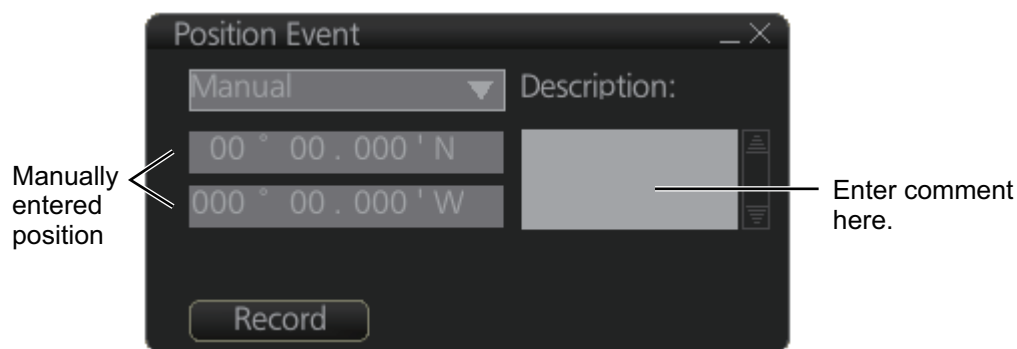 Position Event
Manual
Description:
00 ° 00 . 000 ' N
000 ° 00 . 000 ' W
Manually
entered
position
Enter comment
here.
Record